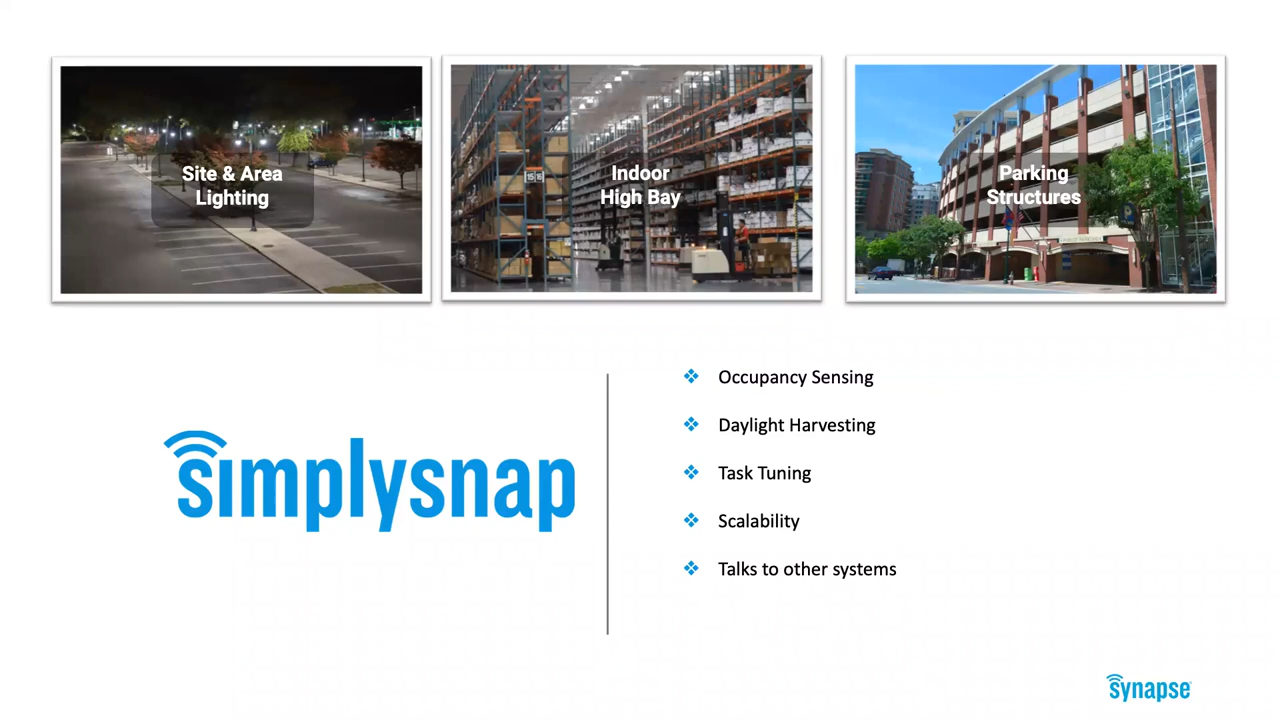 Site & Area
Lighting
Indoor
High Bay
Parking
Structures
simplysnap
Occupancy Sensing
Daylight Harvesting
Task Tuning
Scalability
Talks to other systems
synapse